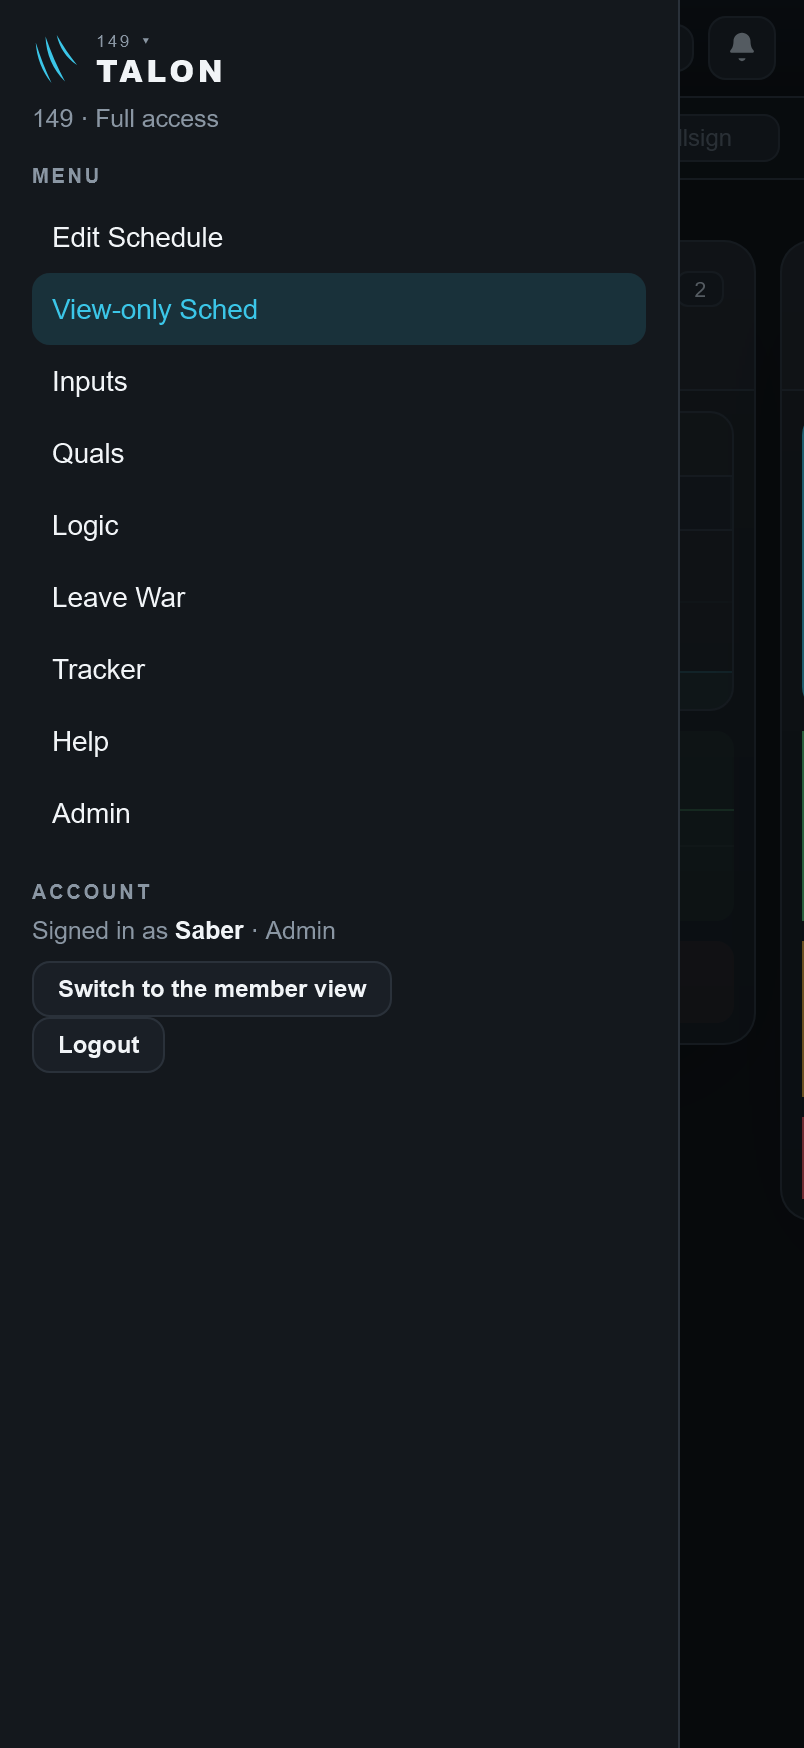 149 ▾
TALON
149 · Full access
MENU
Edit Schedule
View-only Sched
Inputs
Quals
Logic
Leave War
Tracker
Help
Admin
ACCOUNT
Signed in as Saber · Admin
Switch to the member view
Logout
llsign
2